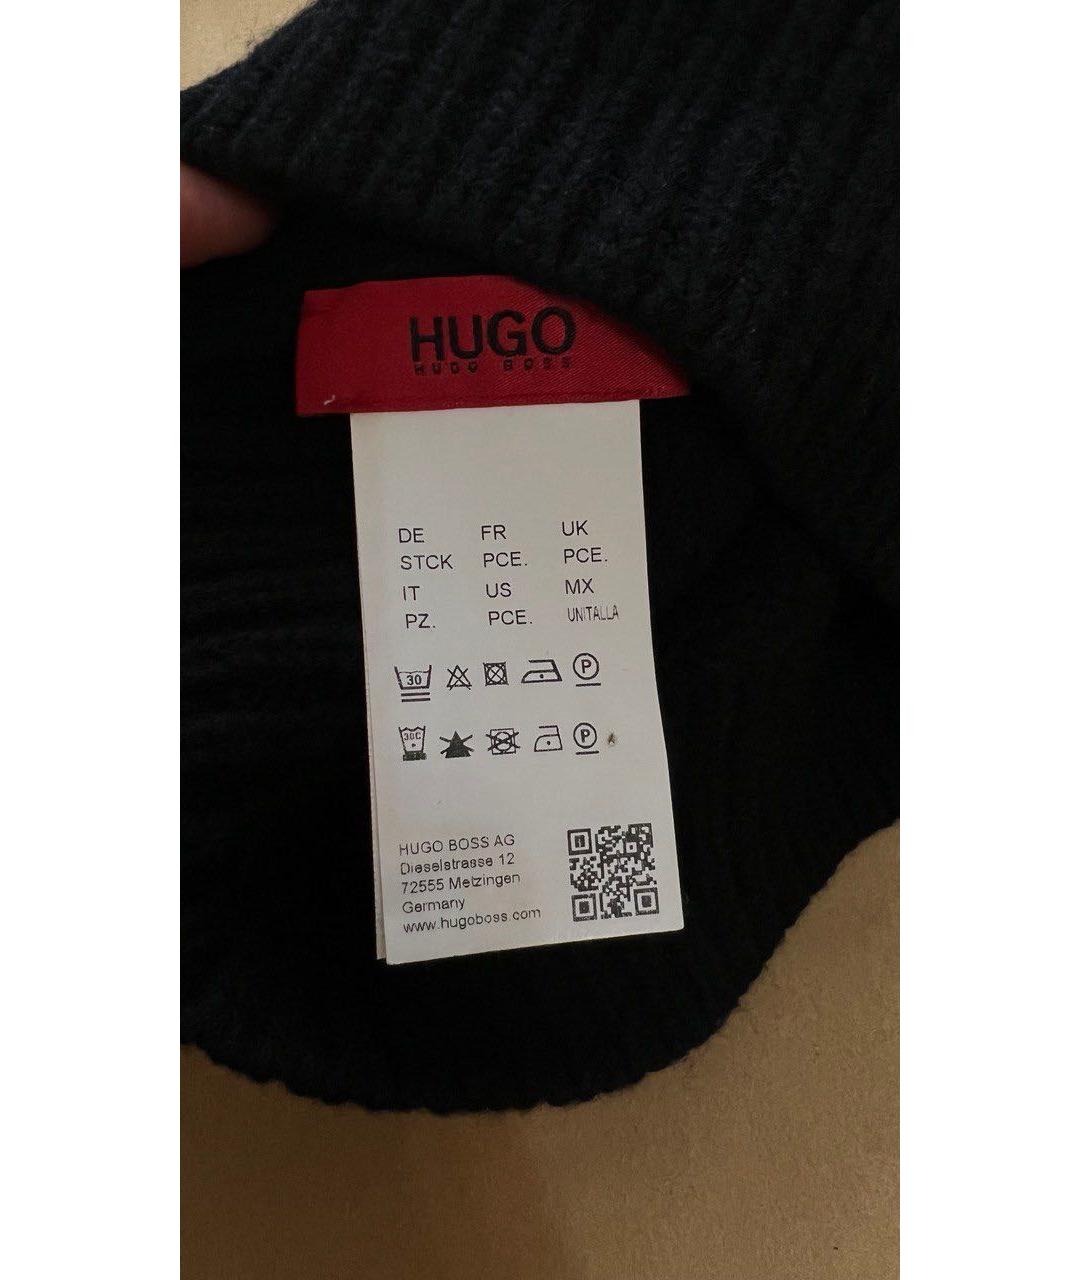 HUGO
HUGO BOSS
DE FR UK
STCK PCE. PCE.
IT US MX
PZ. PCE. UNITALLA
30 P
30C P
HUGO BOSS AG
Dieselstrasse 12
72555 Metzingen
Germany
www.hugoboss.com